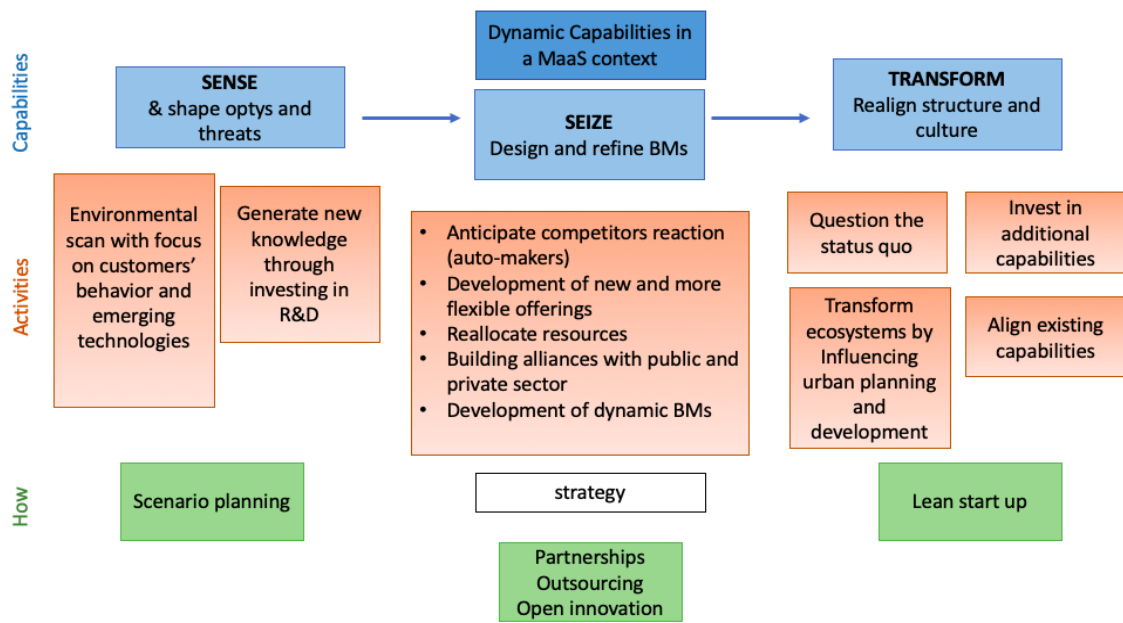 Dynamic Capabilities in
a MaaS context
Capabilities
SENSE
& shape optys and
threats
SEIZE
Design and refine BMs
TRANSFORM
Realign structure and
culture
Activities
Environmental
scan with focus
on customers’
behavior and
emerging
technologies
Generate new
knowledge
through
investing in
R&D
• Anticipate competitors reaction
(auto-makers)
• Development of new and more
flexible offerings
• Reallocate resources
• Building alliances with public and
private sector
• Development of dynamic BMs
Question the
status quo
Invest in
additional
capabilities
Transform
ecosystems by
Influencing
urban planning
and
development
Align existing
capabilities
How
Scenario planning
strategy
Lean start up
Partnerships
Outsourcing
Open innovation